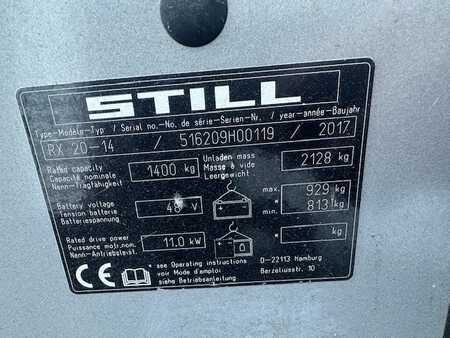 STILL
Type-Modèle-Typ / Serial no.-No. de série-Serien-Nr. / year-année-Baujahr
RX 20-14 / 516209H00119 / 2017
Rated capacity
Capacité nominale
Nenn-Tragfähigkeit
1400 kg
Unladen mass
Masse à vide
Leergewicht
2128 kg
Battery voltage
Tension batterie
Batteriespannung
48 V
max. 929 kg
* min. 813 kg
Rated drive power
Puissance motr.nom.
Nenn-Antriebsleist.
11.0 kW
* kg
CE
* see Operating instructions
voir Mode d'emploi
siehe Betriebsanleitung
D-22113 Hamburg
Berzeliusstr. 10